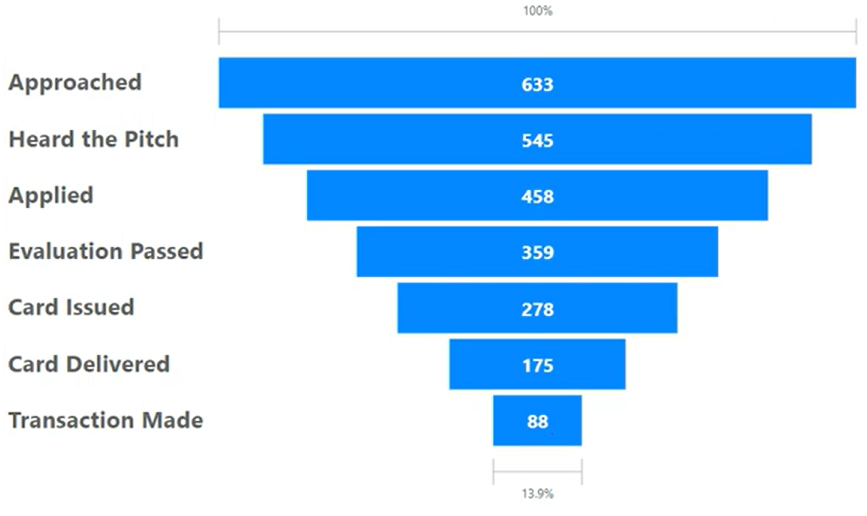 100%
Approached 633
Heard the Pitch 545
Applied 458
Evaluation Passed 359
Card Issued 278
Card Delivered 175
Transaction Made 88
13.9%